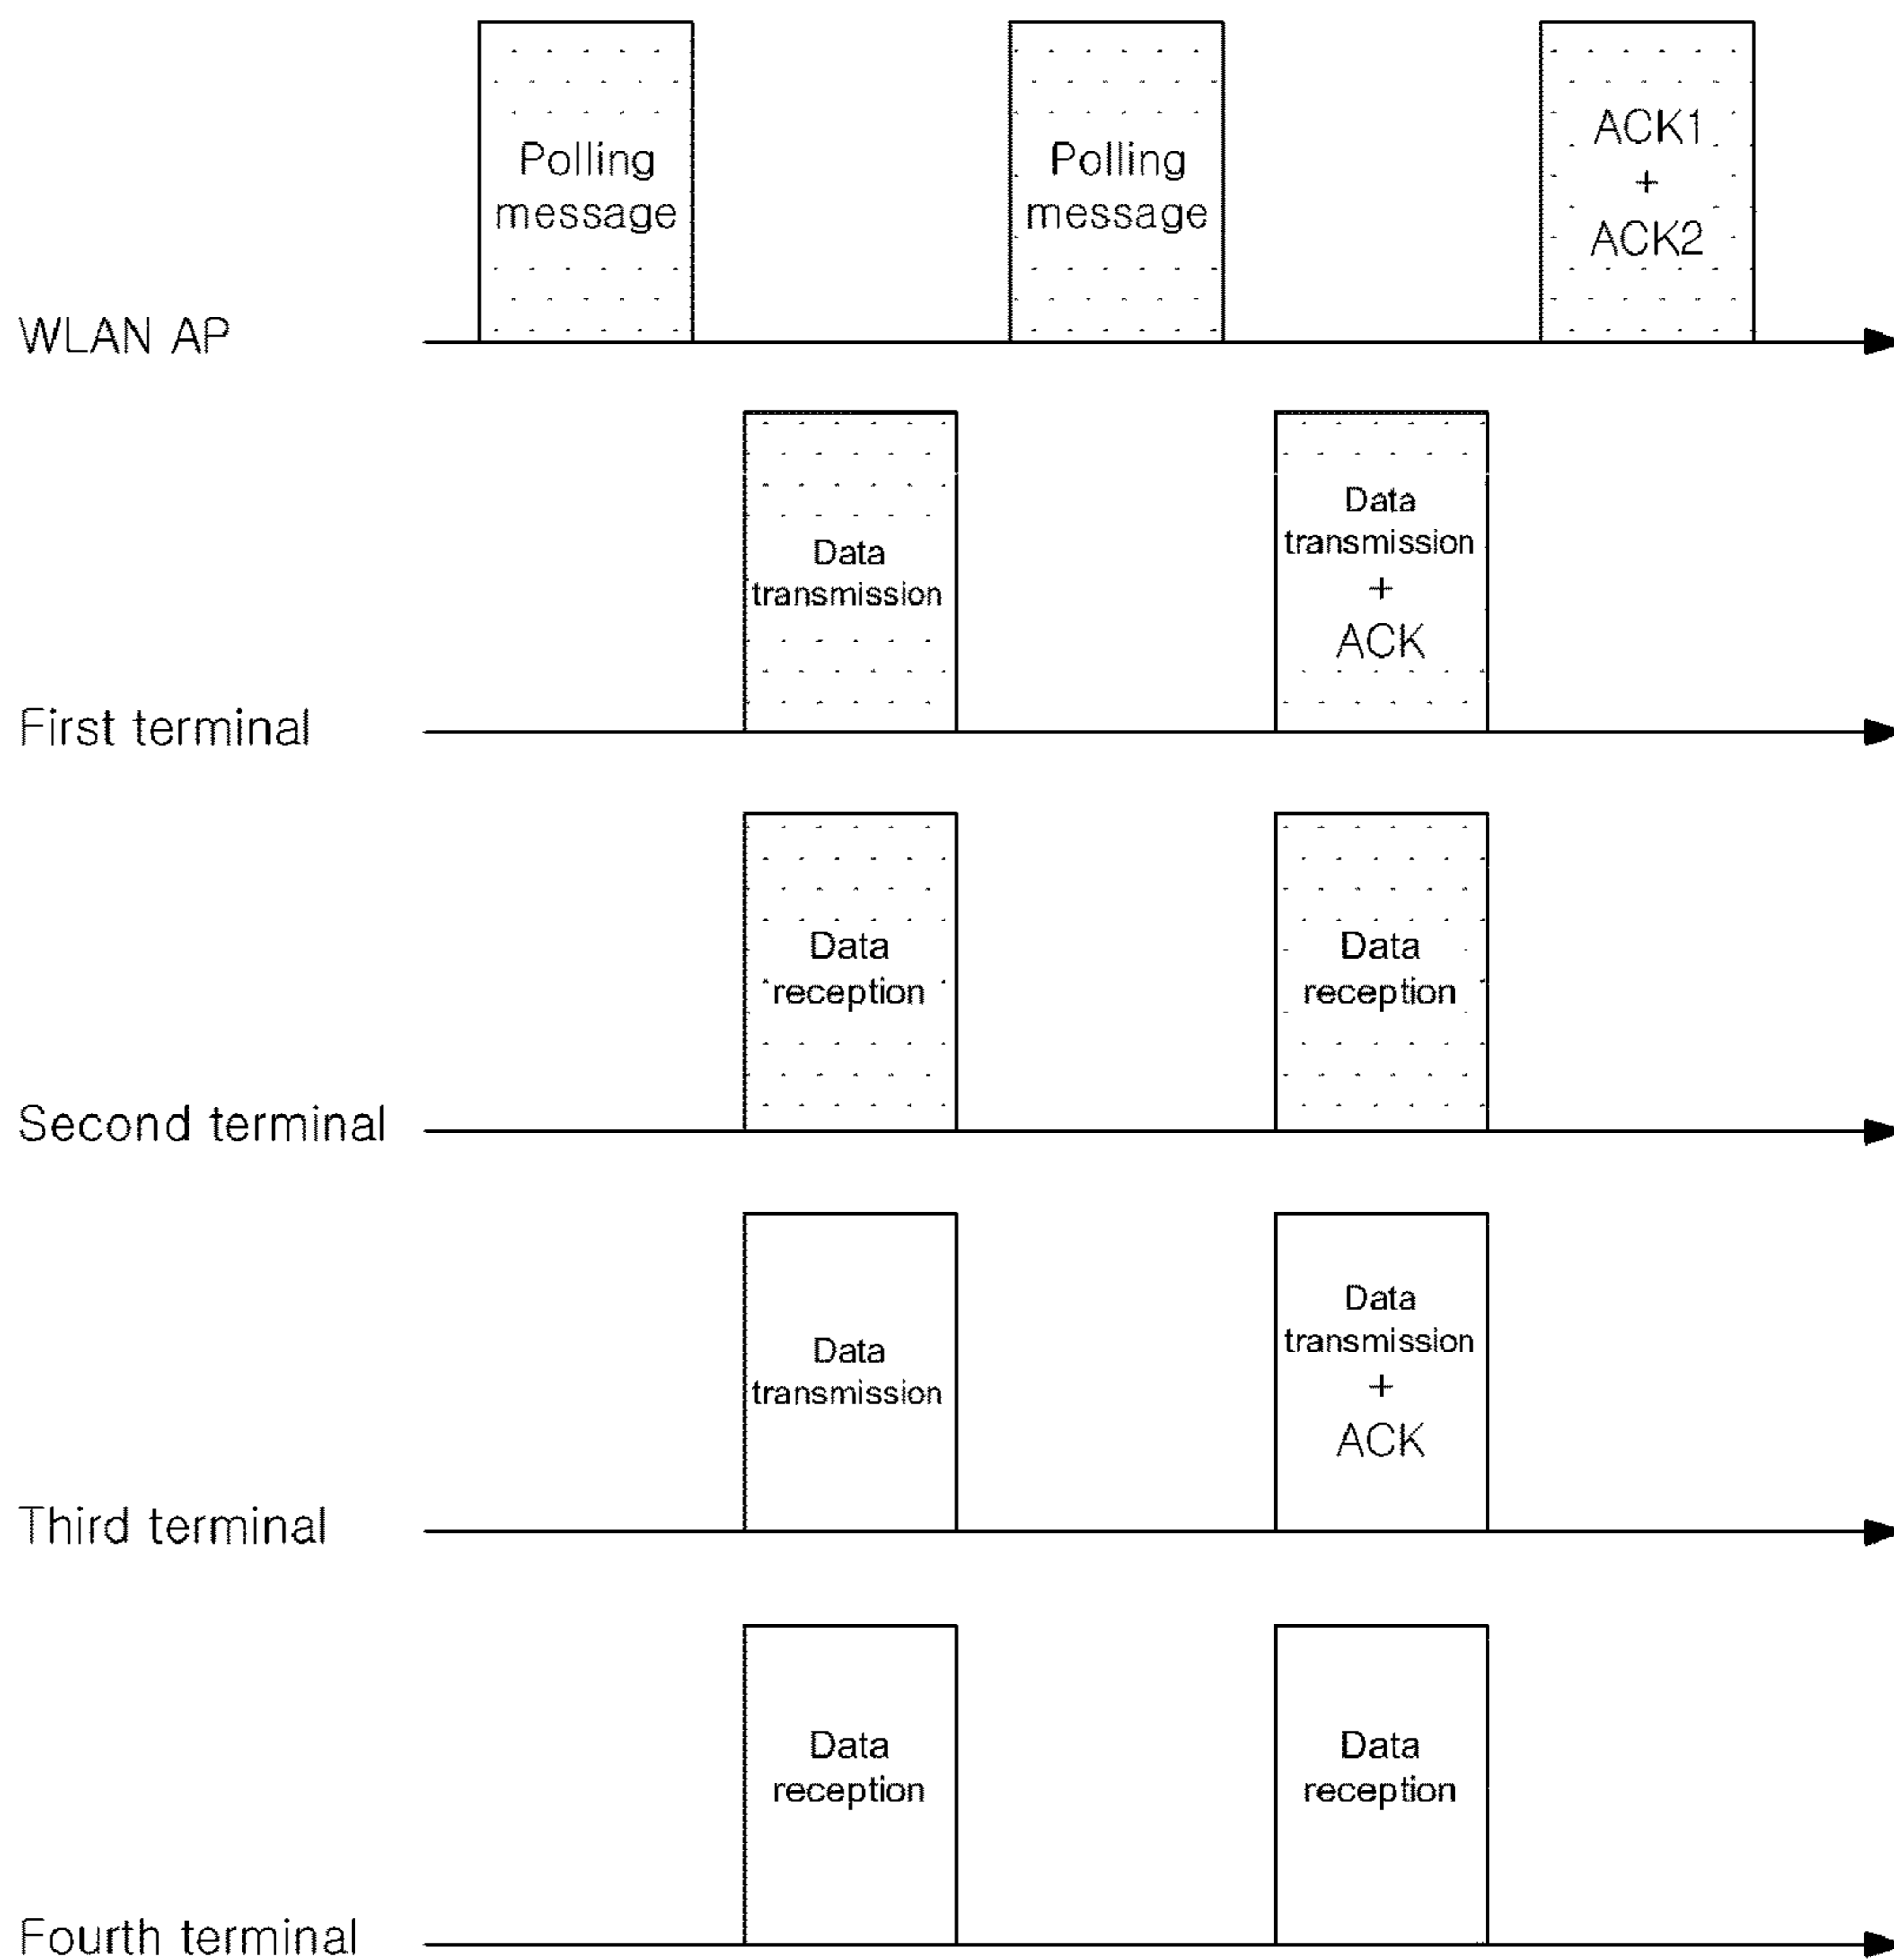 Polling
message
Polling
message
ACK1
+
ACK2
WLAN AP
Data
transmission
Data
transmission
+
ACK
First terminal
Data
reception
Data
reception
Second terminal
Data
transmission
Data
transmission
+
ACK
Third terminal
Data
reception
Data
reception
Fourth terminal